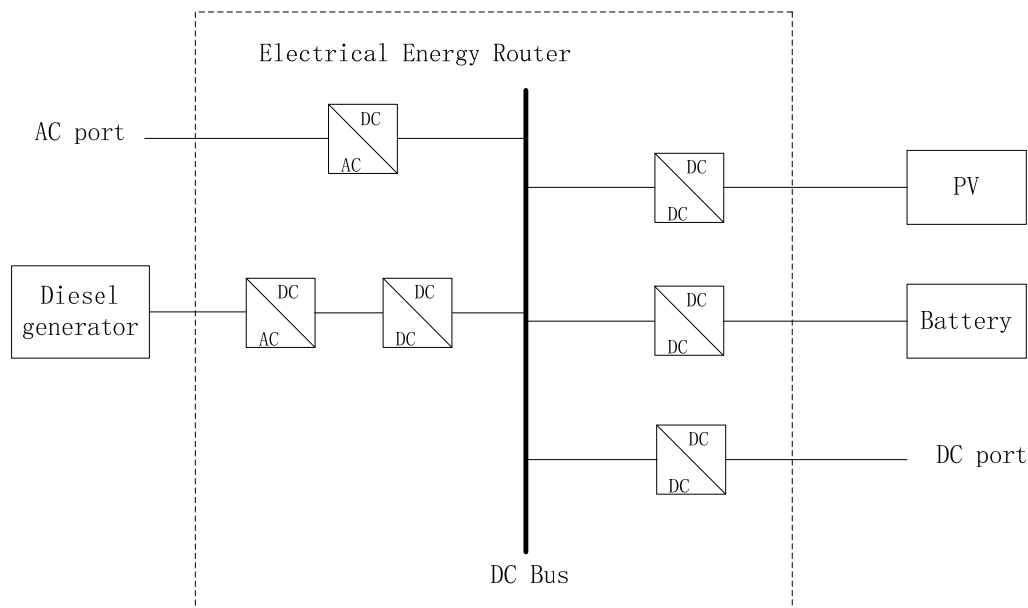 Electrical Energy Router
AC port
DC
AC
DC
DC
PV
Diesel
generator
DC
AC
DC
DC
DC
DC
Battery
DC
DC
DC port
DC Bus